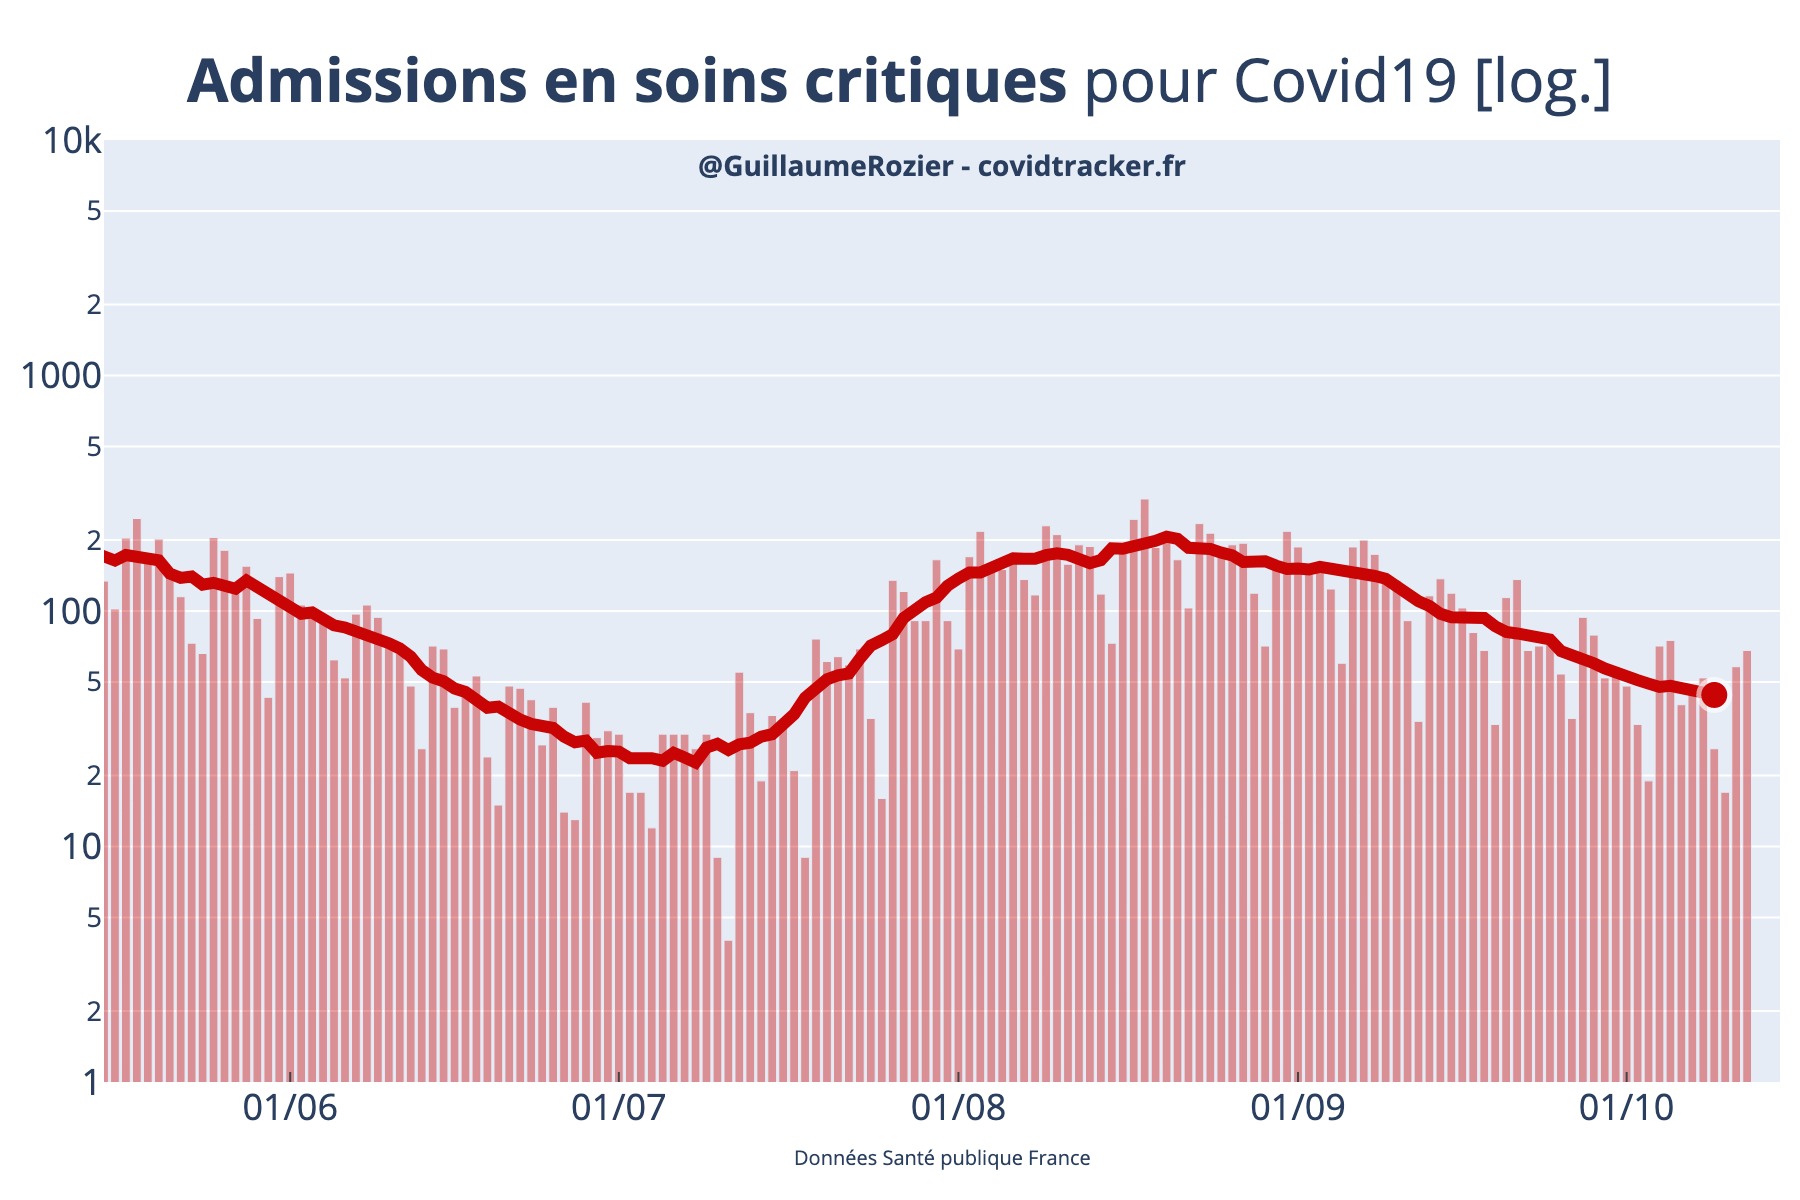 Admissions en soins critiques pour Covid19 [log.]
@GuillaumeRozier - covidtracker.fr
10k
5
2
1000
5
2
100
5
2
10
5
2
1
01/06 01/07 01/08 01/09 01/10
Données Santé publique France